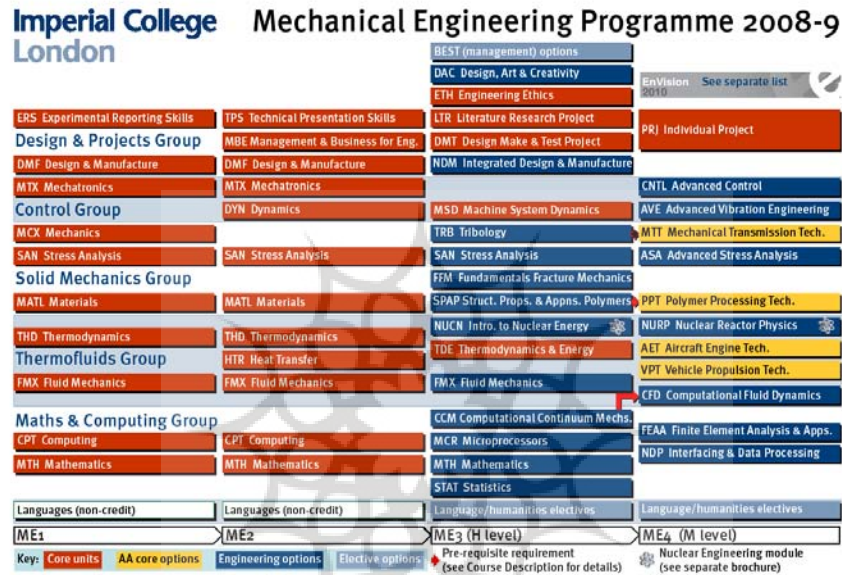 Imperial College
London
Mechanical Engineering Programme 2008-9
BEST (management) options
DAC Design, Art & Creativity
EnVision
2010
See separate list
ETH Engineering Ethics
ERS Experimental Reporting Skills
TPS Technical Presentation Skills
LTR Literature Research Project
PRJ Individual Project
Design & Projects Group
MBE Management & Business for Eng.
DMT Design Make & Test Project
DMF Design & Manufacture
DMF Design & Manufacture
NDM Integrated Design & Manufacture
MTX Mechatronics
MTX Mechatronics
CNTL Advanced Control
Control Group
DYN Dynamics
MSD Machine System Dynamics
AVE Advanced Vibration Engineering
MCX Mechanics
TRB Tribology
MTT Mechanical Transmission Tech.
SAN Stress Analysis
SAN Stress Analysis
SAN Stress Analysis
ASA Advanced Stress Analysis
Solid Mechanics Group
FFM Fundamentals Fracture Mechanics
MATL Materials
MATL Materials
SPAP Struct. Props. & Appns. Polymers
PPT Polymer Processing Tech.
NUCN Intro. to Nuclear Energy
NURP Nuclear Reactor Physics
THD Thermodynamics
THD Thermodynamics
TDE Thermodynamics & Energy
AET Aircraft Engine Tech.
Thermofluids Group
HTR Heat Transfer
VPT Vehicle Propulsion Tech.
FMX Fluid Mechanics
FMX Fluid Mechanics
FMX Fluid Mechanics
CFD Computational Fluid Dynamics
Maths & Computing Group
CCM Computational Continuum Mechs.
FEAA Finite Element Analysis & Apps.
CPT Computing
CPT Computing
MCR Microprocessors
NDP Interfacing & Data Processing
MTH Mathematics
MTH Mathematics
MTH Mathematics
STAT Statistics
Languages (non-credit)
Languages (non-credit)
Language/humanities electives
Language/humanities electives
ME1
ME2
ME3 (H level)
ME4 (M level)
Key:
Core units
AA core options
Engineering options
Elective options
Pre-requisite requirement
(see Course Description for details)
Nuclear Engineering module
(see separate brochure)